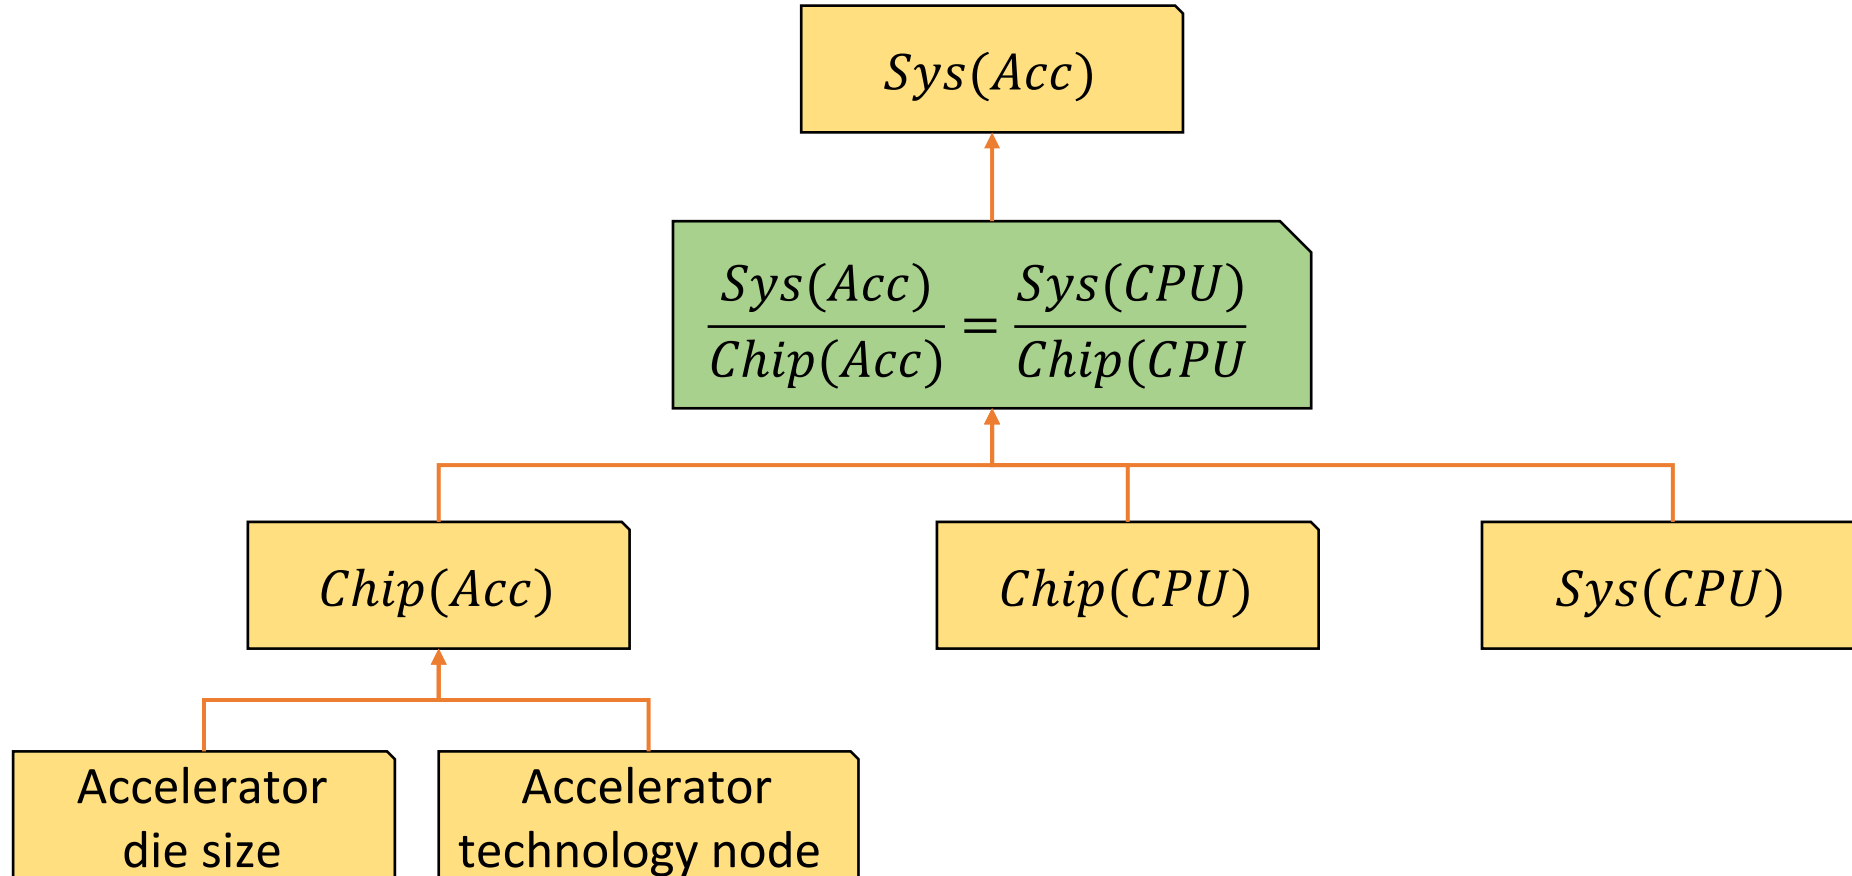 Sys(Acc)
Sys(Acc) / Chip(Acc) = Sys(CPU) / Chip(CPU
Chip(Acc)
Chip(CPU)
Sys(CPU)
Accelerator
die size
Accelerator
technology node